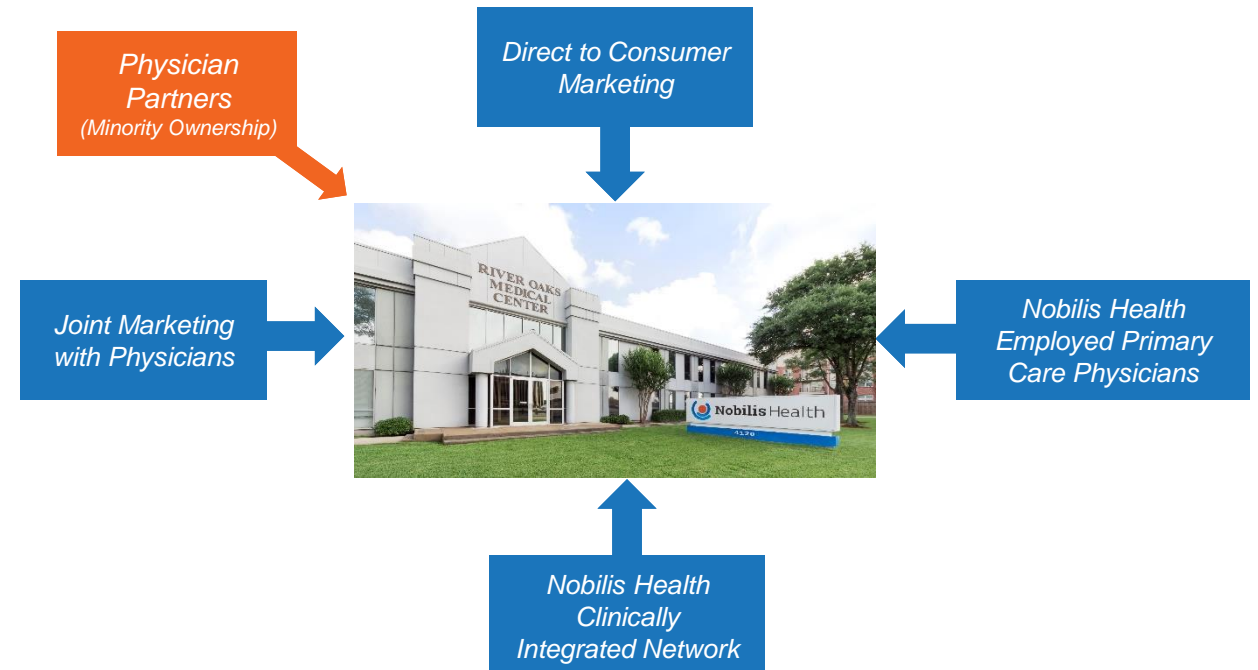 Physician
Partners
(Minority Ownership)
Direct to Consumer
Marketing
RIVER OAKS
MEDICAL
CENTER
Joint Marketing
with Physicians
Nobilis Health
4120
Nobilis Health
Employed Primary
Care Physicians
Nobilis Health
Clinically
Integrated Network